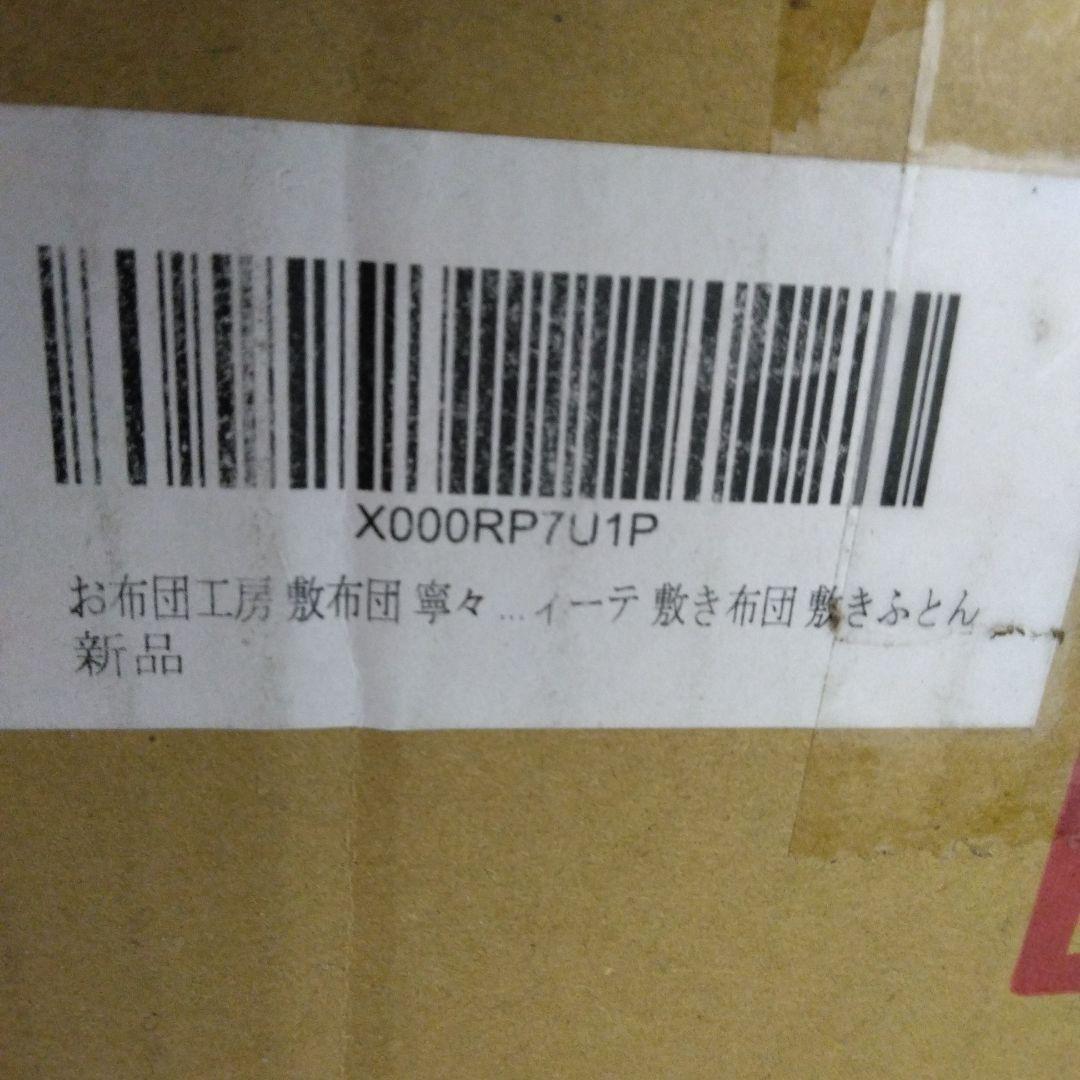 X000RP7U1P
お布団工房 敷布団 寧々 ...ィーテ 敷き布団 敷きふとん
新品